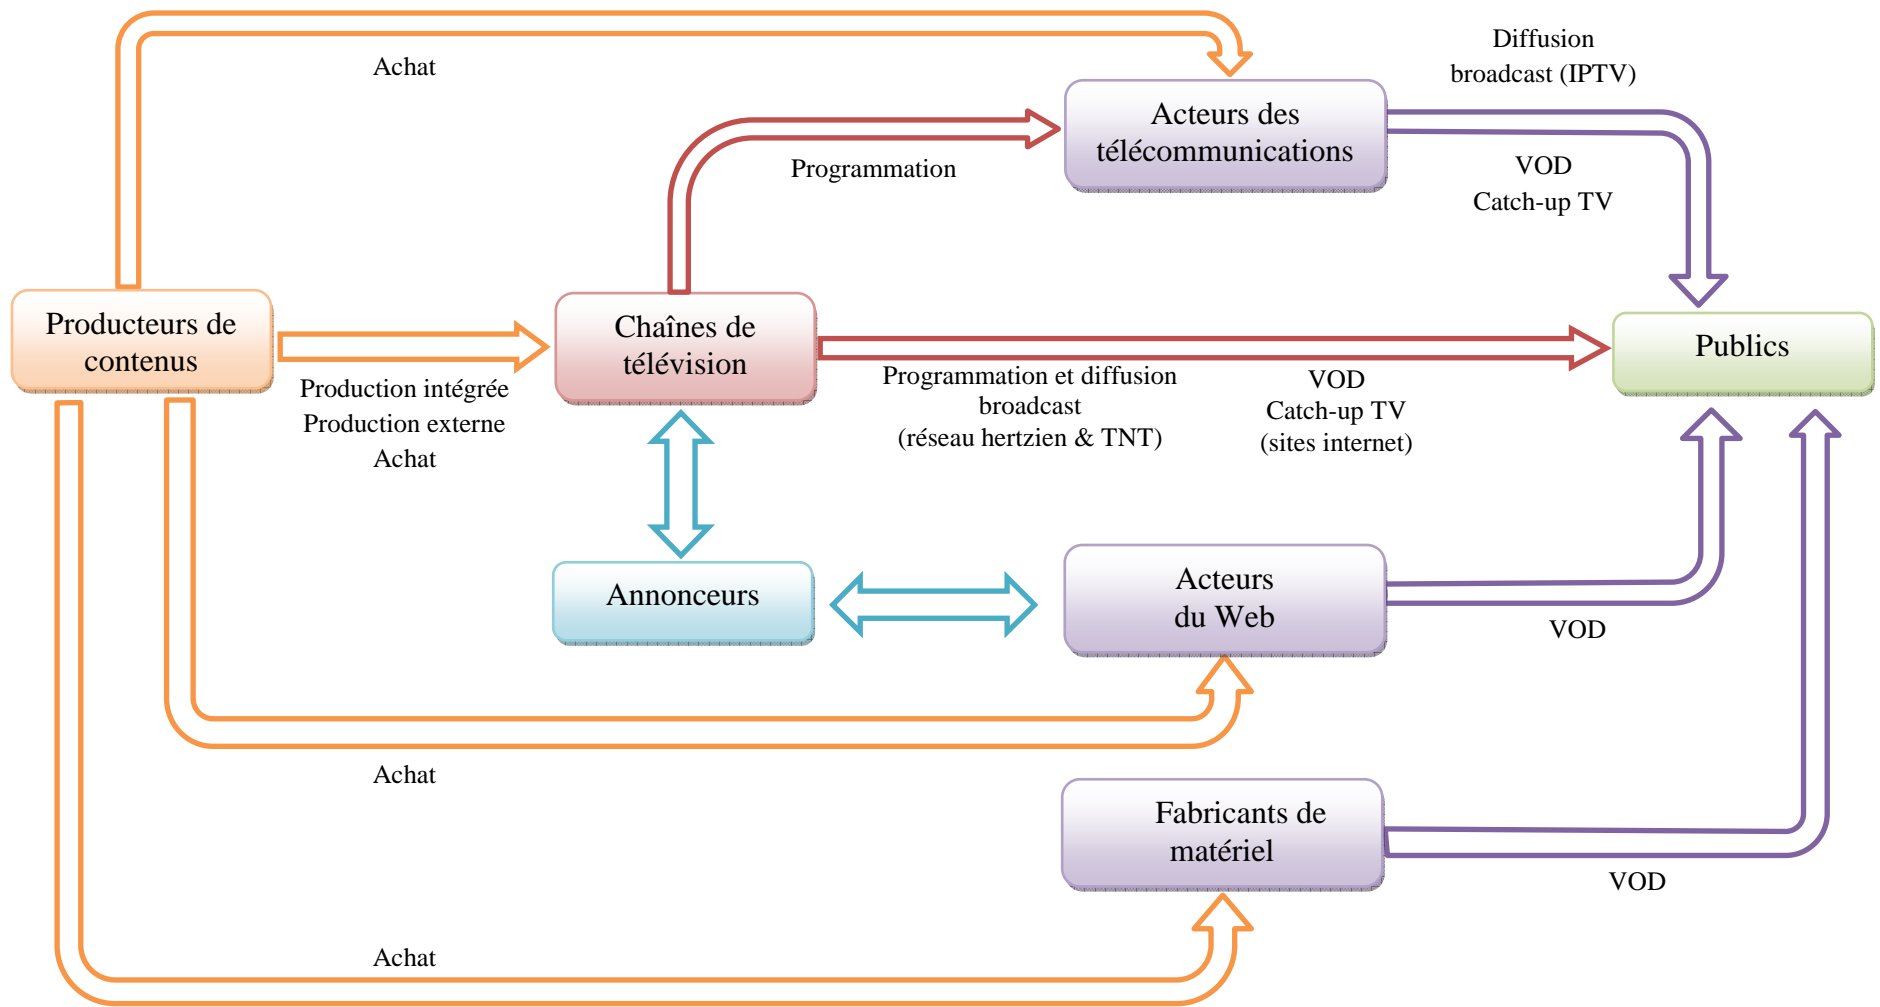 Achat
Diffusion
broadcast (IPTV)
Acteurs des
télécommunications
Programmation
VOD
Catch-up TV
Producteurs de
contenus
Chaînes de
télévision
Publics
Production intégrée
Production externe
Achat
Programmation et diffusion
broadcast
(réseau hertzien & TNT)
VOD
Catch-up TV
(sites internet)
Annonceurs
Acteurs
du Web
VOD
Achat
Fabricants de
matériel
VOD
Achat